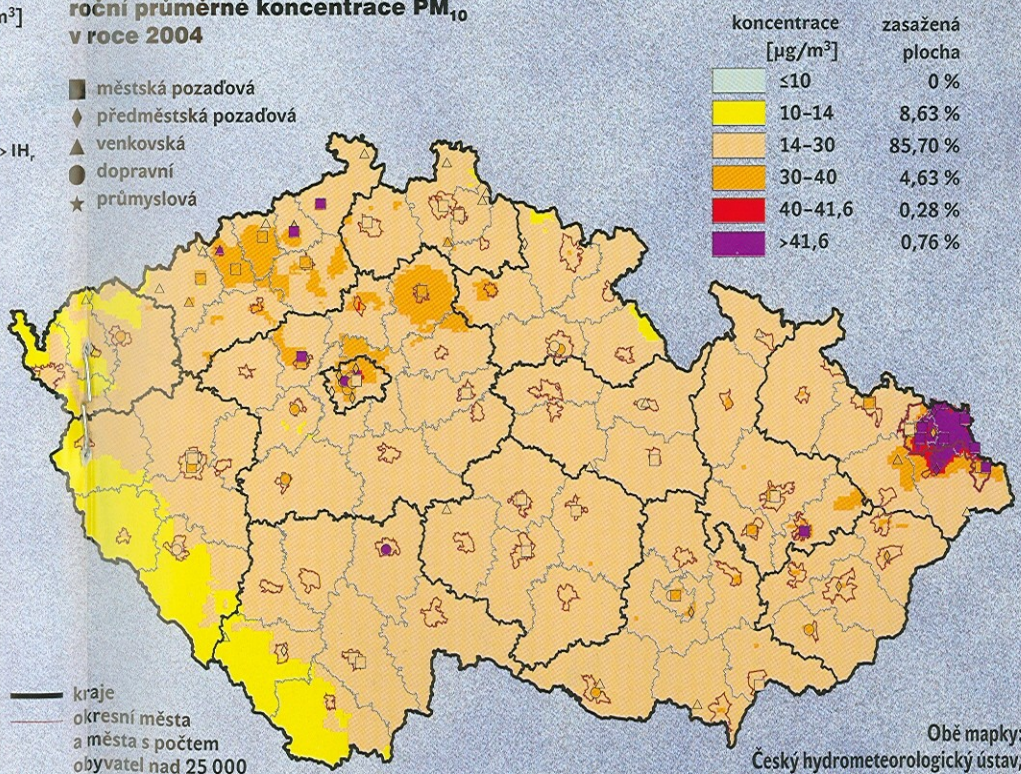 m³]
roční průměrné koncentrace PM₁₀
v roce 2004
městská pozaďová
předměstská pozaďová
> IHᵣ
venkovská
dopravní
průmyslová
koncentrace
[µg/m³]
zasažená
plocha
≤10 0 %
10–14 8,63 %
14–30 85,70 %
30–40 4,63 %
40–41,6 0,28 %
>41,6 0,76 %
kraje
okresní města
a města s počtem
obyvatel nad 25 000
Obě mapky:
Český hydrometeorologický ústav,